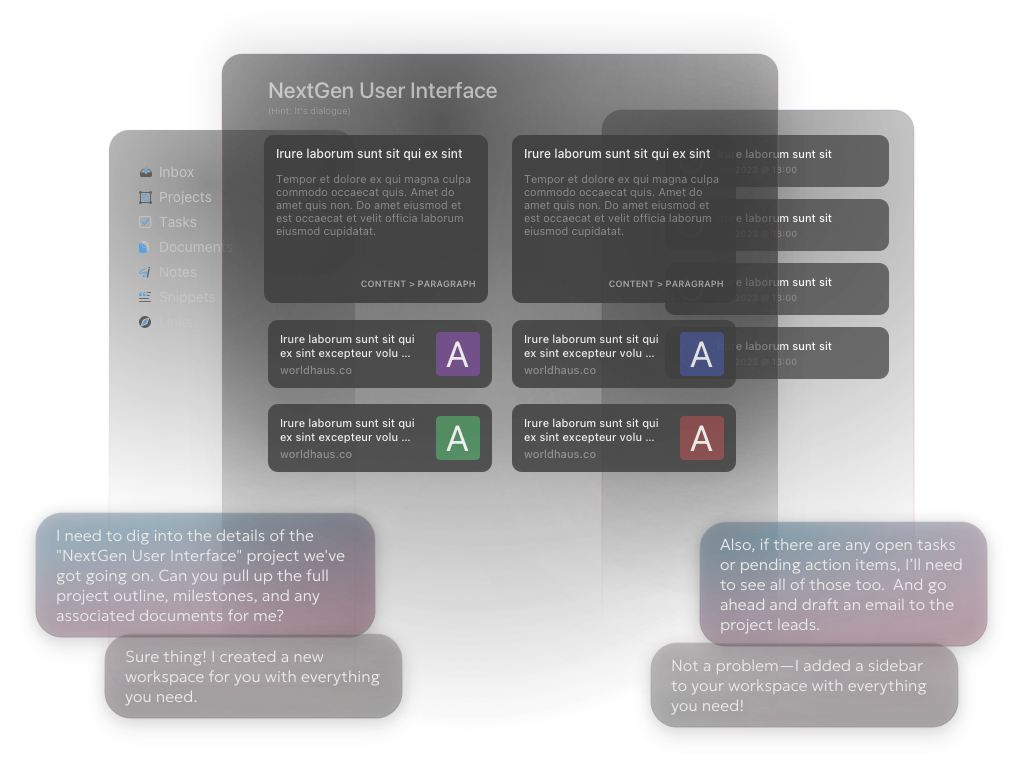 NextGen User Interface
(Hint: It's dialogue)
Inbox
Projects
Tasks
Documents
Notes
Snippets
Irure laborum sunt sit qui ex sint
Tempor et dolore ex qui magna culpa
commodo occaecat quis. Amet do
amet quis non. Do amet eiusmod et
est occaecat et velit officia laborum
eiusmod cupidatat.
CONTENT > PARAGRAPH
Irure laborum sunt sit qui ex sint
Tempor et dolore ex qui magna culpa
commodo occaecat quis. Amet do
amet quis non. Do amet eiusmod et
est occaecat et velit officia laborum
eiusmod cupidatat.
CONTENT > PARAGRAPH
Irure laborum sunt sit qui
ex sint excepteur volu ...
worldhaus.co
A
Irure laborum sunt sit qui
ex sint excepteur volu ...
worldhaus.co
A
Irure laborum sunt sit qui
ex sint excepteur volu ...
worldhaus.co
A
Irure laborum sunt sit qui
ex sint excepteur volu ...
worldhaus.co
A
laborum sunt sit
2023 @ 13:00
laborum sunt sit
2023 @ 13:00
laborum sunt sit
2023 @ 13:00
laborum sunt sit
2023 @ 13:00
I need to dig into the details of the
"NextGen User Interface" project we've
got going on. Can you pull up the full
project outline, milestones, and any
associated documents for me?
Sure thing! I created a new
workspace for you with everything
you need.
Also, if there are any open tasks
or pending action items, I'll need
to see all of those too.  And go
ahead and draft an email to the
project leads.
Not a problem—I added a sidebar
to your workspace with everything
you need!